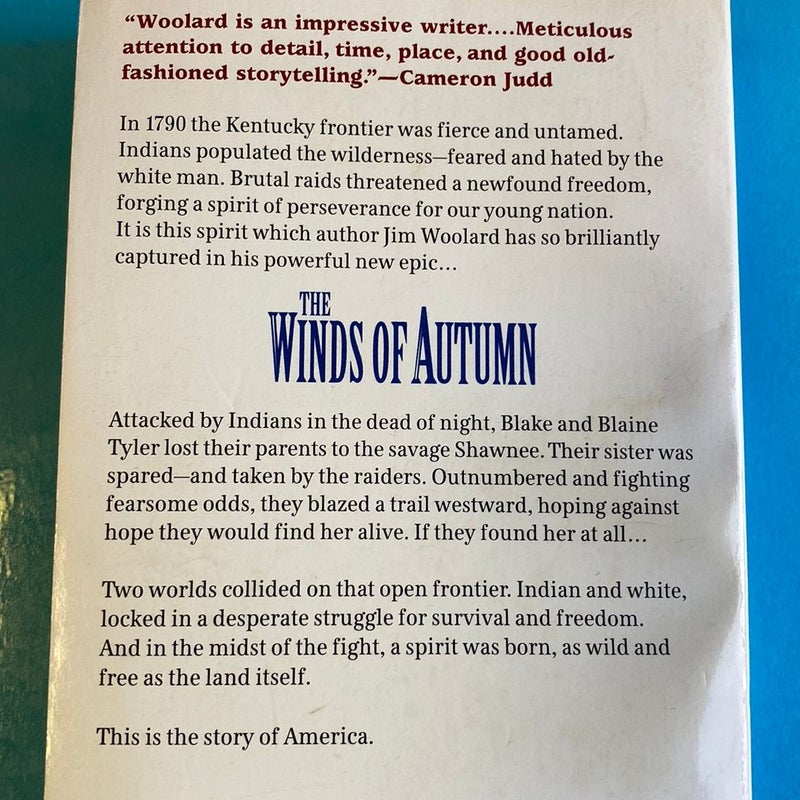 “Woolard is an impressive writer....Meticulous
attention to detail, time, place, and good old-
fashioned storytelling.”—Cameron Judd
In 1790 the Kentucky frontier was fierce and untamed.
Indians populated the wilderness—feared and hated by the
white man. Brutal raids threatened a newfound freedom,
forging a spirit of perseverance for our young nation.
It is this spirit which author Jim Woolard has so brilliantly
captured in his powerful new epic...
THE
WINDS OF AUTUMN
Attacked by Indians in the dead of night, Blake and Blaine
Tyler lost their parents to the savage Shawnee. Their sister was
spared—and taken by the raiders. Outnumbered and fighting
fearsome odds, they blazed a trail westward, hoping against
hope they would find her alive. If they found her at all...
Two worlds collided on that open frontier. Indian and white,
locked in a desperate struggle for survival and freedom.
And in the midst of the fight, a spirit was born, as wild and
free as the land itself.
This is the story of America.